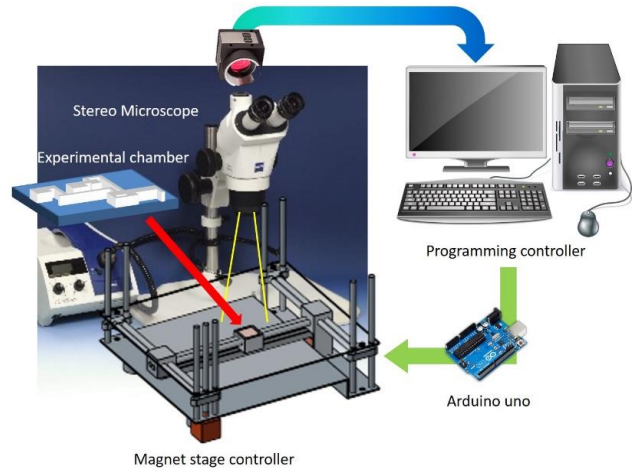 Stereo Microscope
Experimental chamber
Programming controller
Arduino uno
Magnet stage controller